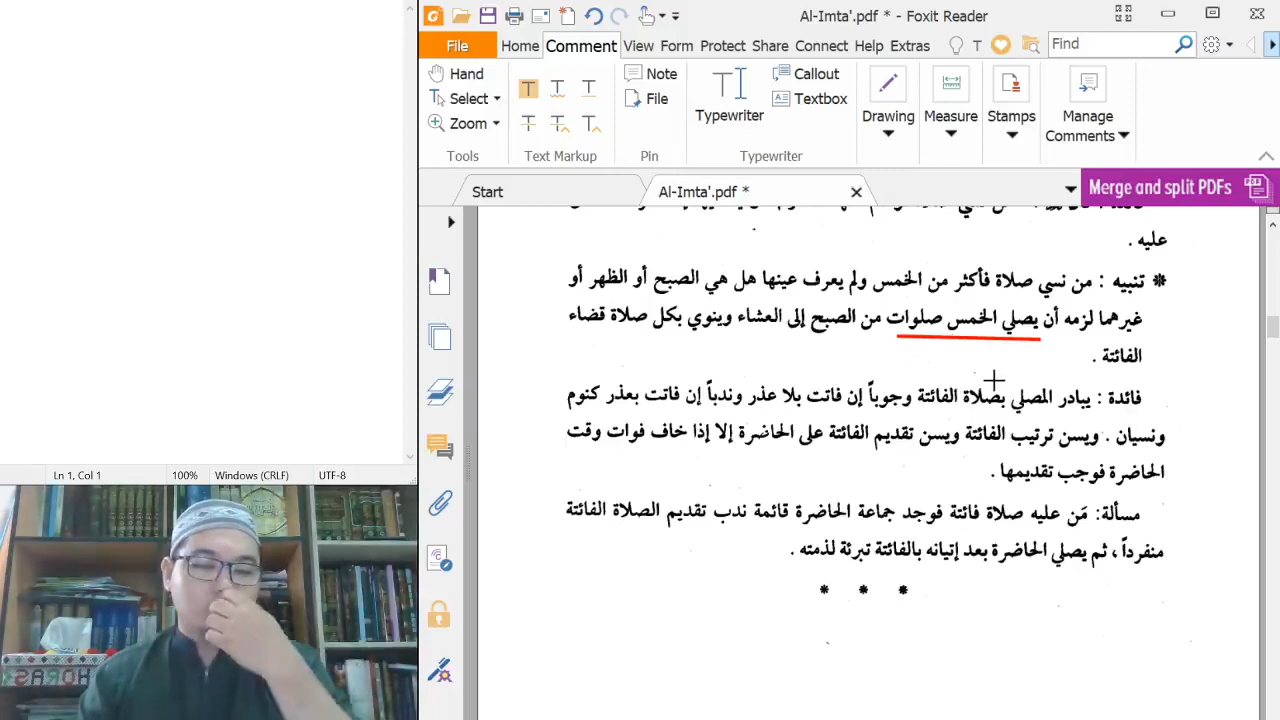 Al-Imta'.pdf * - Foxit Reader
File Home Comment View Form Protect Share Connect Help Extras Find
Hand
Select
Zoom
Tools
Text Markup
Note
File
Pin
Typewriter
Callout
Textbox
Typewriter
Drawing
Measure
Stamps
Manage Comments
Start
Al-Imta'.pdf *
Merge and split PDFs
عليه .
* تنبيه : من نسي صلاة فأكثر من الخمس ولم يعرف عينها هل هي الصبح أو الظهر أو
غيرهما لزمه أن يصلي الخمس صلوات من الصبح إلى العشاء وينوي بكل صلاة قضاء
الفائتة .
فائدة : يبادر المصلي بصلاة الفائتة وجوباً إن فاتت بلا عذر وندباً إن فاتت بعذر كنوم
ونسيان . ويسن ترتيب الفائتة ويسن تقديم الفائتة على الحاضرة إلا إذا خاف فوات وقت
الحاضرة فوجب تقديمها .
مسألة: مَن عليه صلاة فائتة فوجد جماعة الحاضرة قائمة ندب تقديم الصلاة الفائتة
منفرداً ، ثم يصلي الحاضرة بعد إتيانه بالفائتة تبرئة لذمته .
* * *
Ln 1, Col 1 100% Windows (CRLF) UTF-8
HORAS